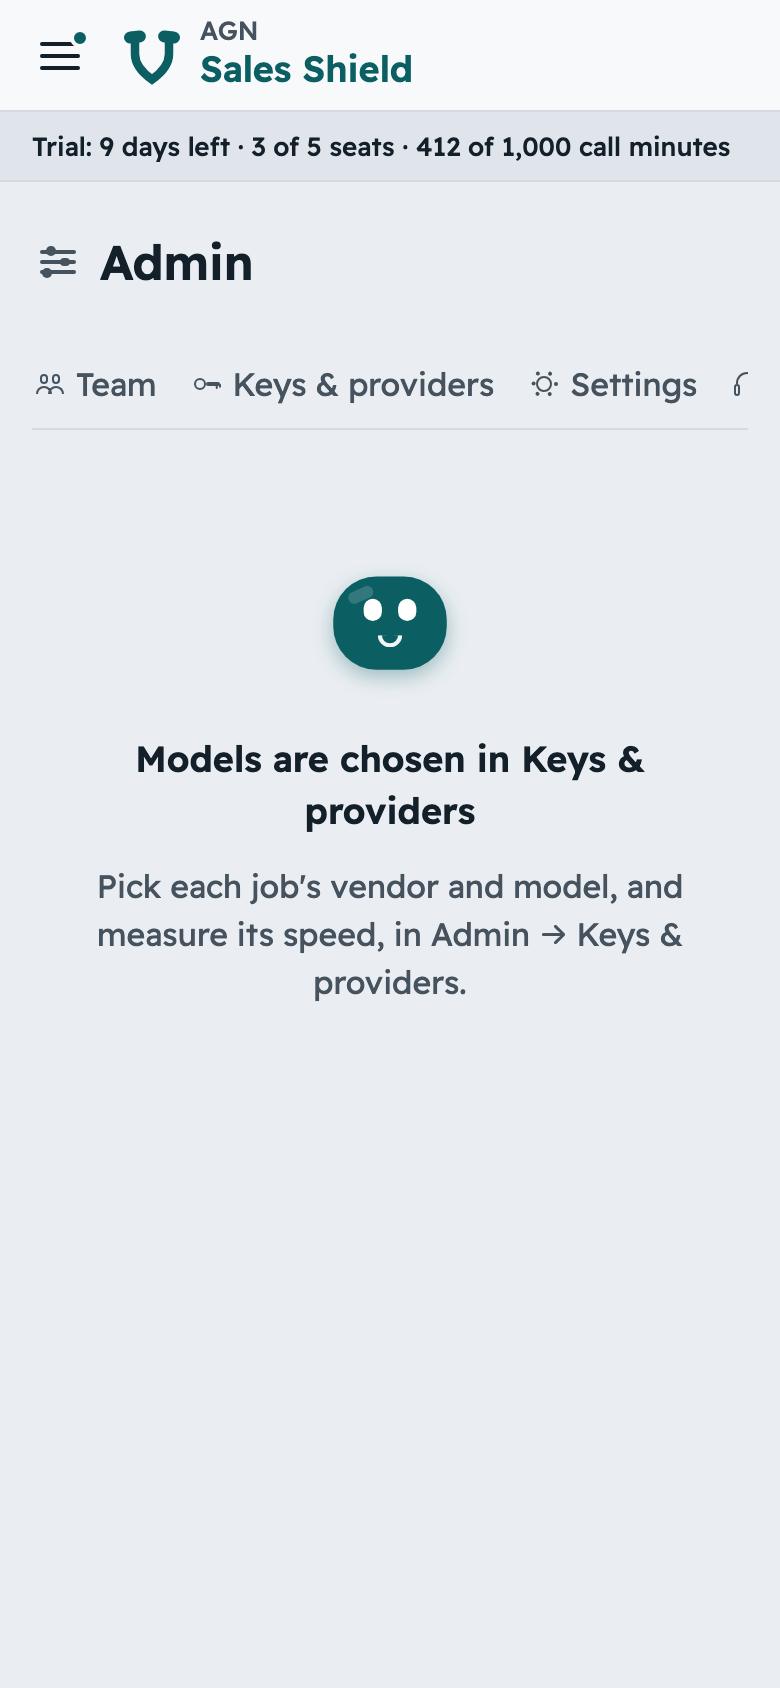 AGN
Sales Shield
Trial: 9 days left · 3 of 5 seats · 412 of 1,000 call minutes
Admin
Team Keys & providers Settings
Models are chosen in Keys &
providers
Pick each job's vendor and model, and
measure its speed, in Admin → Keys &
providers.